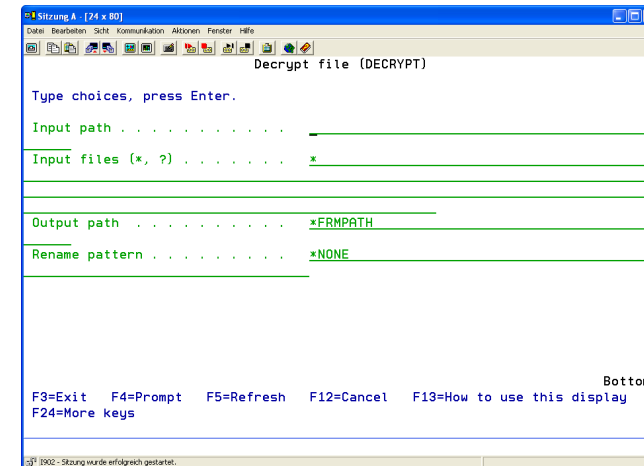 Sitzung A - [24 x 80]
Datei Bearbeiten Sicht Kommunikation Aktionen Fenster Hilfe
Decrypt file (DECRYPT)
Type choices, press Enter.
Input path . . . . . . . . . . .
Input files (*, ?) . . . . . . . *
Output path . . . . . . . . . . *FRMPATH
Rename pattern . . . . . . . . . *NONE
Bottom
F3=Exit F4=Prompt F5=Refresh F12=Cancel F13=How to use this display
F24=More keys
I902 - Sitzung wurde erfolgreich gestartet.